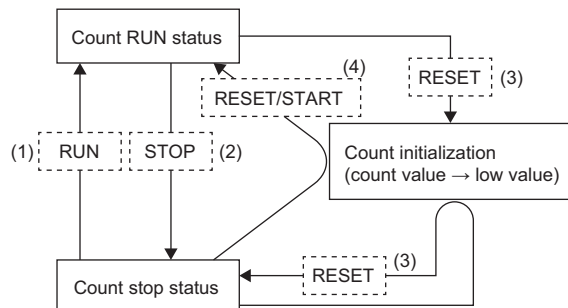 Count RUN status
(4)
RESET (3)
RESET/START
(1) RUN
STOP (2)
Count initialization
(count value → low value)
(3)
RESET
Count stop status